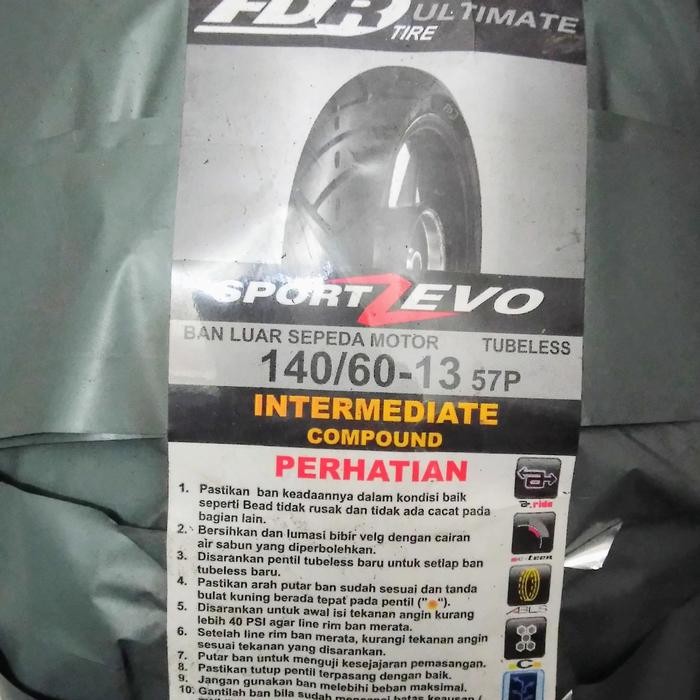 FDR ULTIMATE
TIRE
SPORT ZEVO
BAN LUAR SEPEDA MOTOR TUBELESS
140/60-13 57P
INTERMEDIATE
COMPOUND
PERHATIAN
1. Pastikan ban keadaannya dalam kondisi baik
seperti Bead tidak rusak dan tidak ada cacat pada
bagian lain.
2. Bersihkan dan lumasi bibir velg dengan cairan
air sabun yang diperbolehkan.
3. Disarankan pentil tubeless baru untuk setiap ban
tubeless baru.
4. Pastikan arah putar ban sudah sesuai dan tanda
bulat kuning berada tepat pada pentil ("●").
5. Disarankan untuk awal isi tekanan angin kurang
lebih 40 PSI agar line rim ban merata.
6. Setelah line rim ban merata, kurangi tekanan angin
sesuai tekanan yang disarankan.
7. Putar ban untuk menguji kesejajaran pemasangan.
8. Pastikan tutup pentil terpasang dengan baik.
9. Jangan gunakan ban melebihi beban maksimal.
10. Gantilah ban bila sudah mencapai batas keausan /
a.ride
ABLS